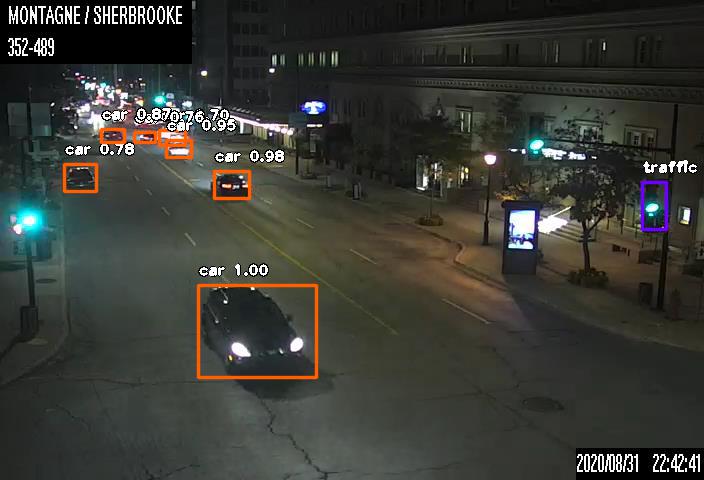 MONTAGNE / SHERBROOKE
352-489
car 0.95
car 0.78
car 0.98
traffic
car 1.00
2020/08/31 22:42:41